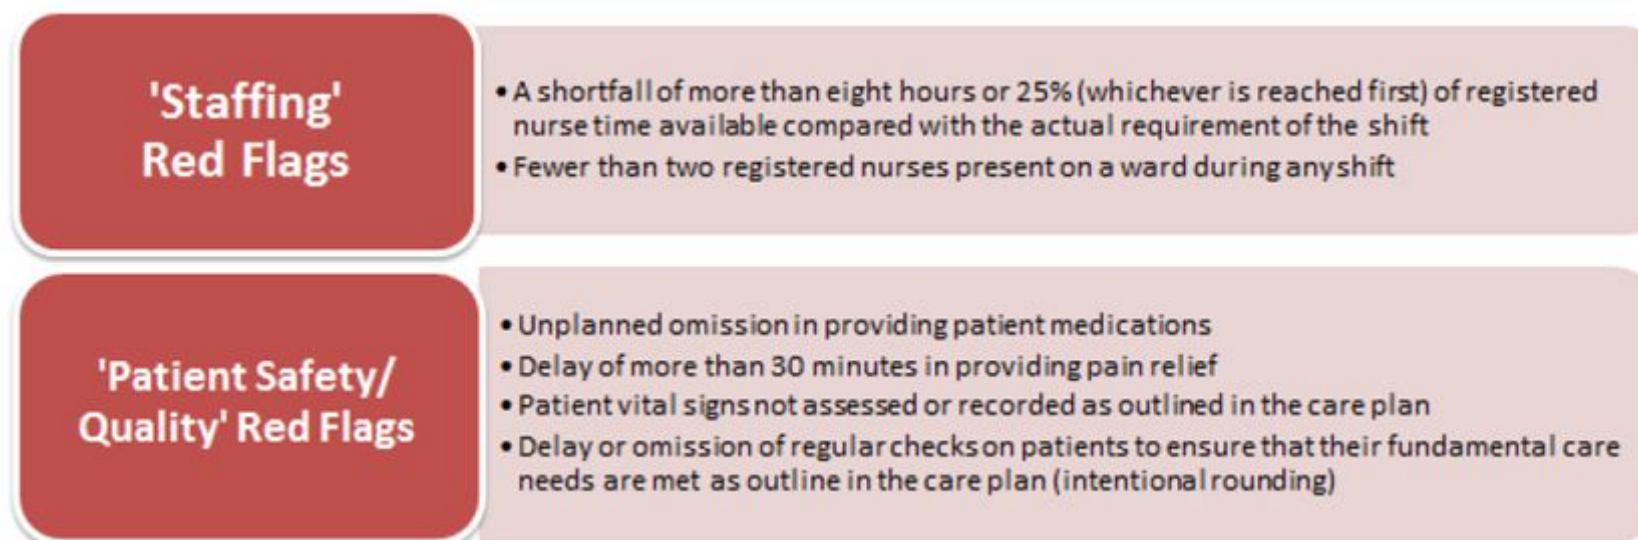 'Staffing'
Red Flags
• A shortfall of more than eight hours or 25% (whichever is reached first) of registered
nurse time available compared with the actual requirement of the shift
• Fewer than two registered nurses present on a ward during any shift
'Patient Safety/
Quality' Red Flags
• Unplanned omission in providing patient medications
• Delay of more than 30 minutes in providing pain relief
• Patient vital signs not assessed or recorded as outlined in the care plan
• Delay or omission of regular checks on patients to ensure that their fundamental care
needs are met as outline in the care plan (intentional rounding)